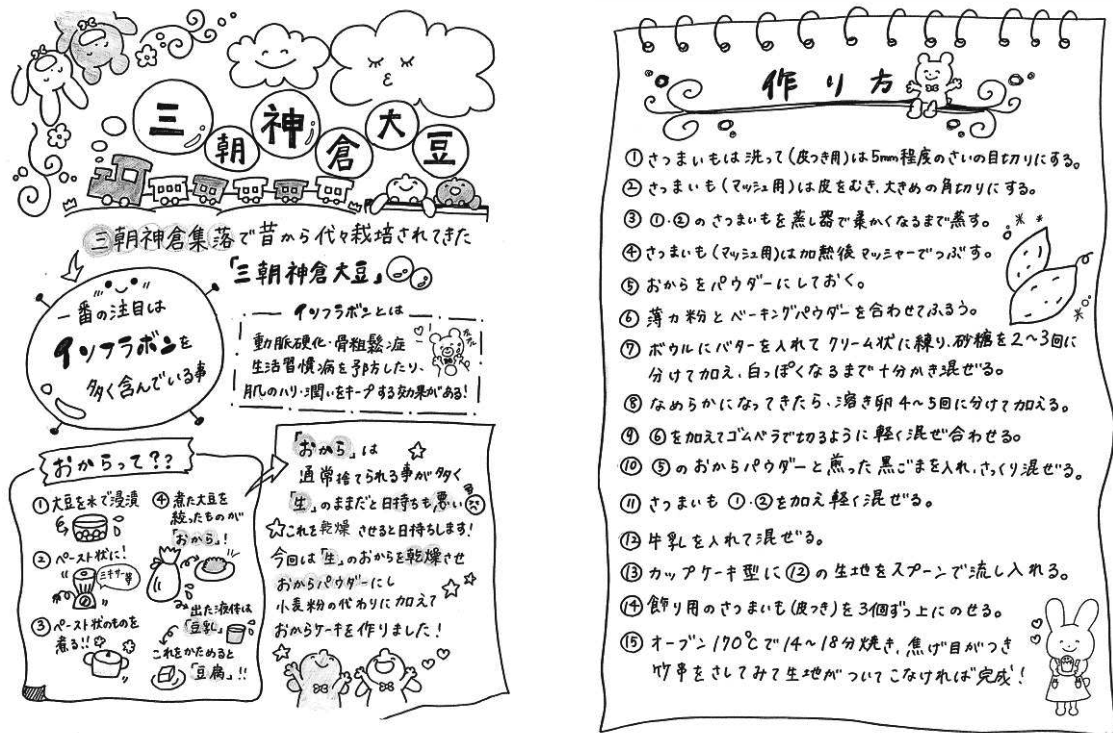 三朝神倉大豆
三朝神倉集落で昔から代々栽培されてきた
「三朝神倉大豆」
一番の注目は
イソフラボンを
多く含んでいる事
イソフラボンとは
動脈硬化・骨粗鬆症
生活習慣病を予防したり、
肌のハリ・潤いをキープする効果がある!
おからって??
①大豆を水で浸漬
②ペースト状に!
ミキサー等
③ペースト状のものを
煮る!!
④煮た大豆を
絞ったものが
「おから」!
出た液体は
「豆乳」
これをかためると
「豆腐」!!
「おから」は
通常捨てられる事が多く
「生」のままだと日持ちも悪い
これを乾燥させると日持ちします!
今回は「生」のおからを乾燥させ
おからパウダーにし
小麦粉の代わりに加えて
おからケーキを作りました!
作り方
①さつまいもは洗って(皮つき用)は5mm程度のさいの目切りにする。
②さつまいも(マッシュ用)は皮をむき、大きめの角切りにする。
③①・②のさつまいもを蒸し器で柔かくなるまで蒸す。
④さつまいも(マッシュ用)は加熱後マッシャーでつぶす。
⑤おからをパウダーにしておく。
⑥薄力粉とベーキングパウダーを合わせてふるう。
⑦ボウルにバターを入れてクリーム状に練り、砂糖を2~3回に
分けて加え、白っぽくなるまで十分かき混ぜる。
⑧なめらかになってきたら、溶き卵4~5回に分けて加える。
⑨⑥を加えてゴムベラで切るように軽く混ぜ合わせる。
⑩⑤のおからパウダーと煎った黒ごまを入れ、さっくり混ぜる。
⑪さつまいも①・②を加え軽く混ぜる。
⑫牛乳を入れて混ぜる。
⑬カップケーキ型に⑫の生地をスプーンで流し入れる。
⑭飾り用のさつまいも(皮つき)を3個ずつ上にのせる。
⑮オーブン170℃で14~18分焼き、焦げ目がつき
竹串をさしてみて生地がついてこなければ完成!